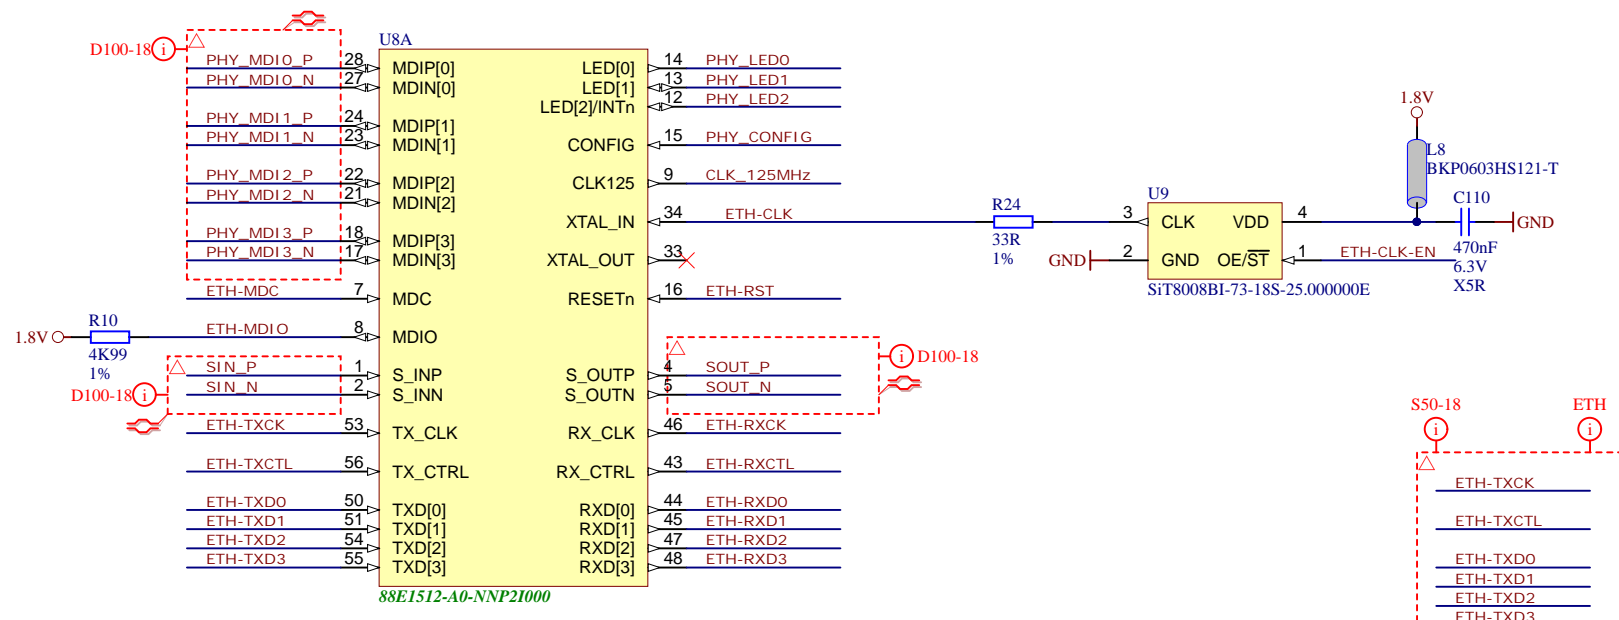 D100-18
i
U8A
PHY_MDI0_P 28 MDIP[0] LED[0] 14 PHY_LED0
PHY_MDI0_N 27 MDIN[0] LED[1] 13 PHY_LED1
LED[2]/INTn 12 PHY_LED2
PHY_MDI1_P 24 MDIP[1]
PHY_MDI1_N 23 MDIN[1] CONFIG 15 PHY_CONFIG
PHY_MDI2_P 22 MDIP[2] CLK125 9 CLK_125MHz
PHY_MDI2_N 21 MDIN[2]
XTAL_IN 34 ETH-CLK
PHY_MDI3_P 18 MDIP[3]
PHY_MDI3_N 17 MDIN[3] XTAL_OUT 33
ETH-MDC 7 MDC RESETn 16 ETH-RST
1.8V R10 ETH-MDIO 8 MDIO
4K99
1%
SIN_P 1 S_INP S_OUTP 4 SOUT_P
SIN_N 2 S_INN S_OUTN 5 SOUT_N
D100-18
i
i
D100-18
ETH-TXCK 53 TX_CLK RX_CLK 46 ETH-RXCK
ETH-TXCTL 56 TX_CTRL RX_CTRL 43 ETH-RXCTL
ETH-TXD0 50 TXD[0] RXD[0] 44 ETH-RXD0
ETH-TXD1 51 TXD[1] RXD[1] 45 ETH-RXD1
ETH-TXD2 54 TXD[2] RXD[2] 47 ETH-RXD2
ETH-TXD3 55 TXD[3] RXD[3] 48 ETH-RXD3
88E1512-A0-NNP2I000
1.8V
L8
BKP0603HS121-T
R24
33R
1%
U9
3 CLK VDD 4
GND 2 GND OE/ST 1 ETH-CLK-EN
SiT8008BI-73-18S-25.000000E
C110
GND
470nF
6.3V
X5R
S50-18 ETH
i i
ETH-TXCK
ETH-TXCTL
ETH-TXD0
ETH-TXD1
ETH-TXD2
ETH-TXD3